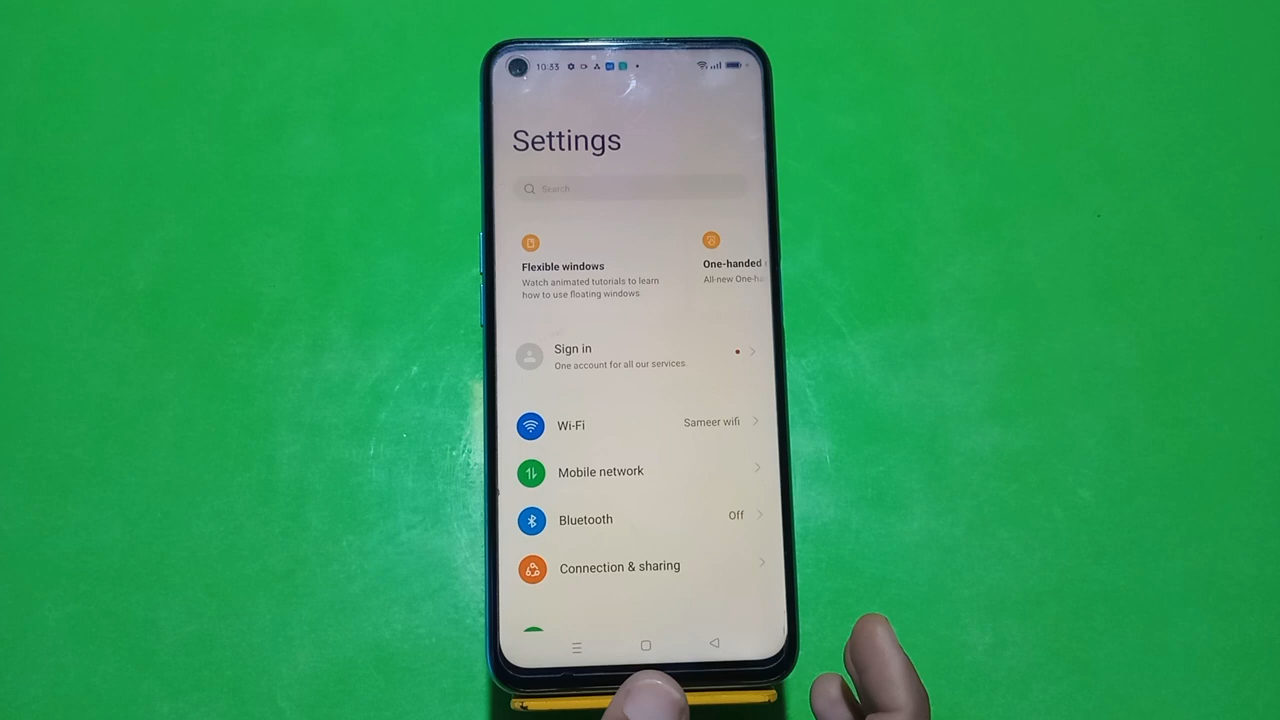 10:33
Settings
Search
Flexible windows
Watch animated tutorials to learn
how to use floating windows
One-handed
All-new One-ha
Sign in
One account for all our services
Wi-Fi
Sameer wifi
Mobile network
Bluetooth
Off
Connection & sharing